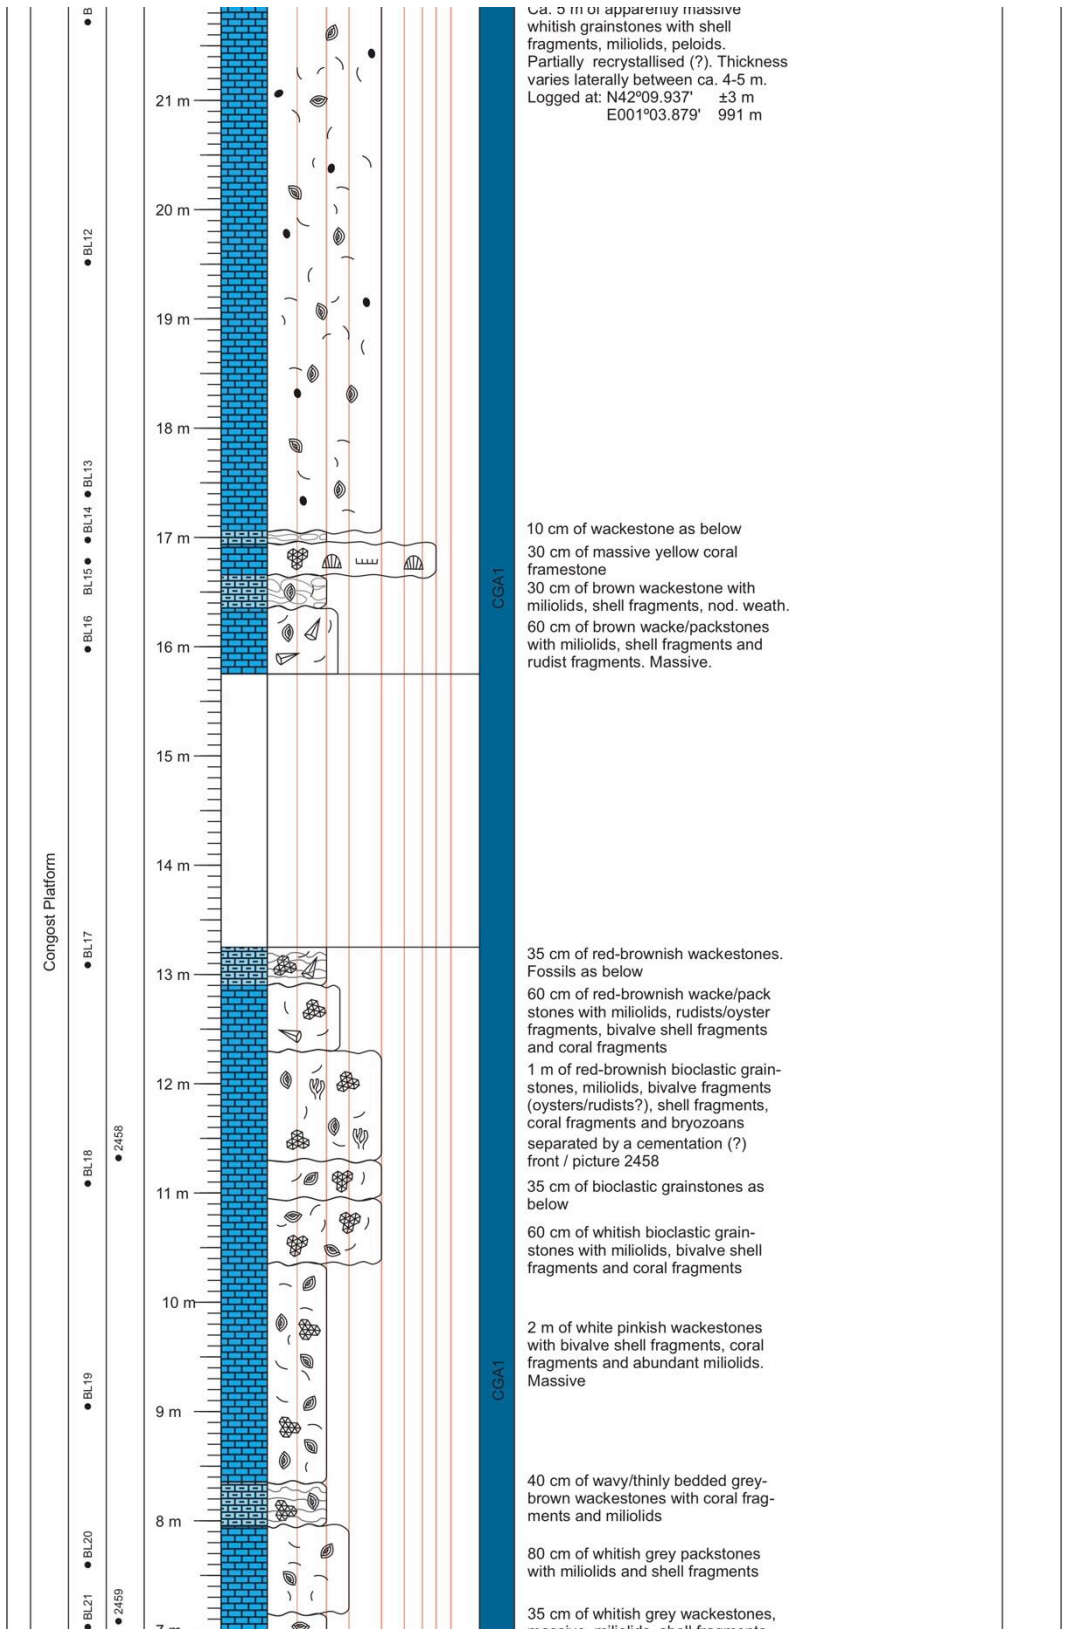 B
Ca. 5 m of apparently massive
whitish grainstones with shell
fragments, miliolids, peloids.
Partially recrystallised (?). Thickness
varies laterally between ca. 4-5 m.
Logged at: N42º09.937' ±3 m
E001º03.879' 991 m
21 m
20 m
BL12
19 m
18 m
BL13
BL14
17 m
10 cm of wackestone as below
30 cm of massive yellow coral
framestone
BL15
CGA1
30 cm of brown wackestone with
miliolids, shell fragments, nod. weath.
BL16
16 m
60 cm of brown wacke/packstones
with miliolids, shell fragments and
rudist fragments. Massive.
15 m
14 m
Congost Platform
BL17
13 m
35 cm of red-brownish wackestones.
Fossils as below
60 cm of red-brownish wacke/pack
stones with miliolids, rudists/oyster
fragments, bivalve shell fragments
and coral fragments
12 m
1 m of red-brownish bioclastic grain-
stones, miliolids, bivalve fragments
(oysters/rudists?), shell fragments,
coral fragments and bryozoans
separated by a cementation (?)
front / picture 2458
2458
BL18
11 m
35 cm of bioclastic grainstones as
below
60 cm of whitish bioclastic grain-
stones with miliolids, bivalve shell
fragments and coral fragments
10 m
2 m of white pinkish wackestones
with bivalve shell fragments, coral
fragments and abundant miliolids.
Massive
CGA1
BL19
9 m
40 cm of wavy/thinly bedded grey-
brown wackestones with coral frag-
ments and miliolids
8 m
BL20
80 cm of whitish grey packstones
with miliolids and shell fragments
BL21
2459
7 m
35 cm of whitish grey wackestones,
massive, miliolids, shell fragments